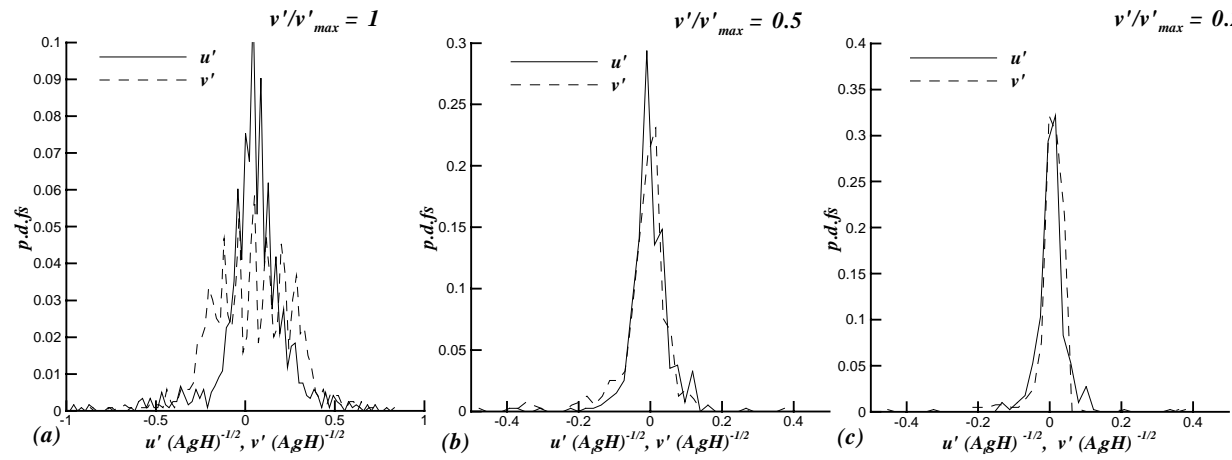 v'/v'max = 1
0.1
0.09
0.08
0.07
0.06
0.05
0.04
0.03
0.02
0.01
0
p.d.fs
u'
v'
-1
-0.5
0
0.5
1
(a)
u' (AtgH)-1/2, v' (AtgH)-1/2
v'/v'max = 0.5
0.3
0.25
0.2
0.15
0.1
0.05
0
p.d.fs
u'
v'
-0.4
-0.2
0
0.2
0.4
(b)
u' (AtgH)-1/2, v' (AtgH)-1/2
v'/v'max = 0.
0.4
0.35
0.3
0.25
0.2
0.15
0.1
0.05
0
p.d.fs
u'
v'
-0.4
-0.2
0
0.2
0.4
(c)
u' (AtgH) -1/2, v' (AtgH)-1/2